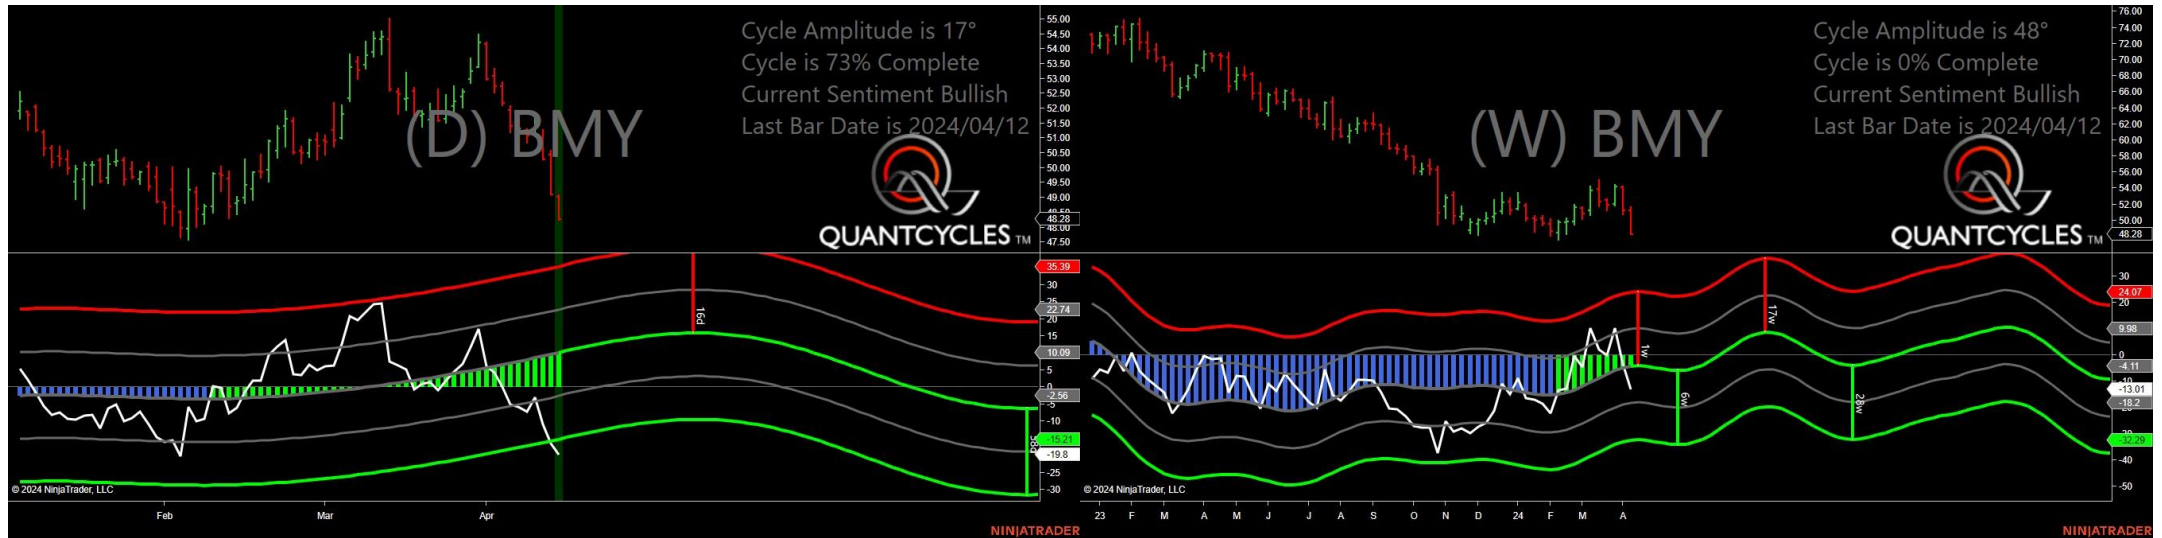 Cycle Amplitude is 17°
Cycle is 73% Complete
Current Sentiment Bullish
Last Bar Date is 2024/04/12
(D) BMY
QUANTCYCLES TM
55.00
54.50
54.00
53.50
53.00
52.50
52.00
51.50
51.00
50.50
50.00
49.50
49.00
48.28
48.00
47.50
35.39
30
25
22.74
20
15
10.09
5
0
-2.56
-5
-10
-15.21
-19.8
-25
-30
16d
© 2024 NinjaTrader, LLC
Feb
Mar
Apr
NINJATRADER
Cycle Amplitude is 48°
Cycle is 0% Complete
Current Sentiment Bullish
Last Bar Date is 2024/04/12
(W) BMY
QUANTCYCLES TM
76.00
74.00
72.00
70.00
68.00
66.00
64.00
62.00
60.00
58.00
56.00
54.00
52.00
50.00
48.28
30
24.07
20
9.98
0
-4.11
-13.01
-18.2
-32.29
-40
-50
1w
6w
17w
28w
© 2024 NinjaTrader, LLC
23 F M A M J J A S O N D 24 F M A
NINJATRADER